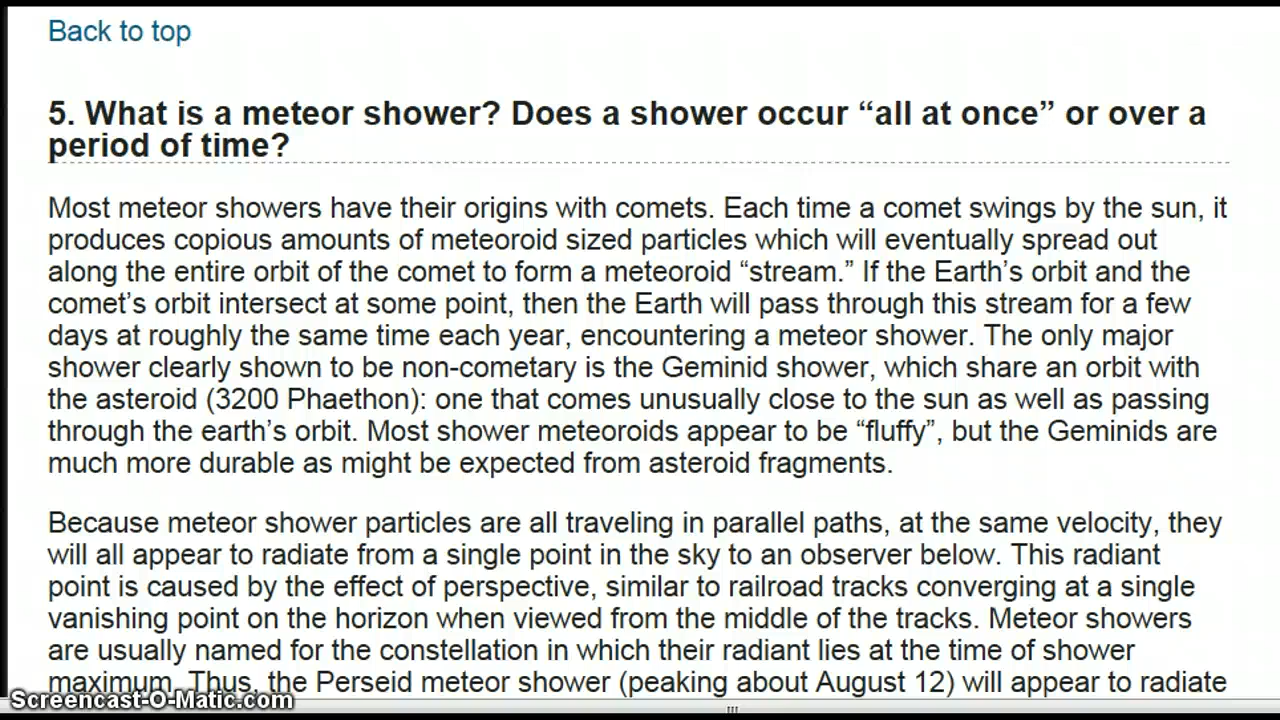 Back to top
5. What is a meteor shower? Does a shower occur “all at once” or over a
period of time?
Most meteor showers have their origins with comets. Each time a comet swings by the sun, it
produces copious amounts of meteoroid sized particles which will eventually spread out
along the entire orbit of the comet to form a meteoroid “stream.” If the Earth’s orbit and the
comet’s orbit intersect at some point, then the Earth will pass through this stream for a few
days at roughly the same time each year, encountering a meteor shower. The only major
shower clearly shown to be non-cometary is the Geminid shower, which share an orbit with
the asteroid (3200 Phaethon): one that comes unusually close to the sun as well as passing
through the earth’s orbit. Most shower meteoroids appear to be “fluffy”, but the Geminids are
much more durable as might be expected from asteroid fragments.
Because meteor shower particles are all traveling in parallel paths, at the same velocity, they
will all appear to radiate from a single point in the sky to an observer below. This radiant
point is caused by the effect of perspective, similar to railroad tracks converging at a single
vanishing point on the horizon when viewed from the middle of the tracks. Meteor showers
are usually named for the constellation in which their radiant lies at the time of shower
maximum. Thus, the Perseid meteor shower (peaking about August 12) will appear to radiate
Screencast-O-Matic.com